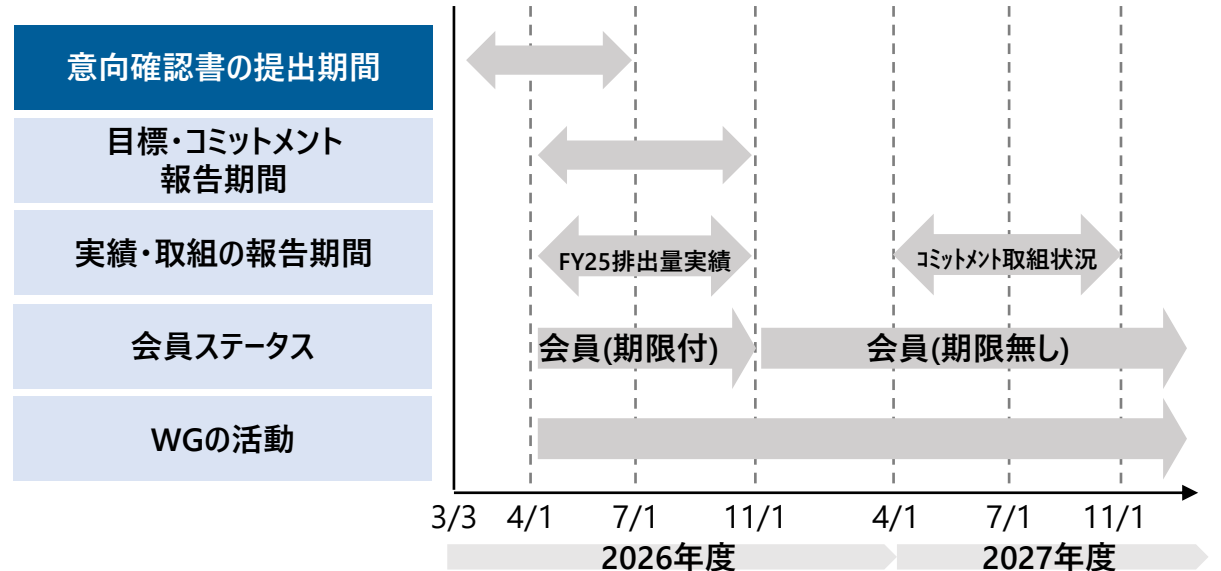 意向確認書の提出期間
目標・コミットメント
報告期間
実績・取組の報告期間
FY25排出量実績
コミットメント取組状況
会員ステータス
会員(期限付)
会員(期限無し)
WGの活動
3/3
4/1
7/1
11/1
4/1
7/1
11/1
2026年度
2027年度